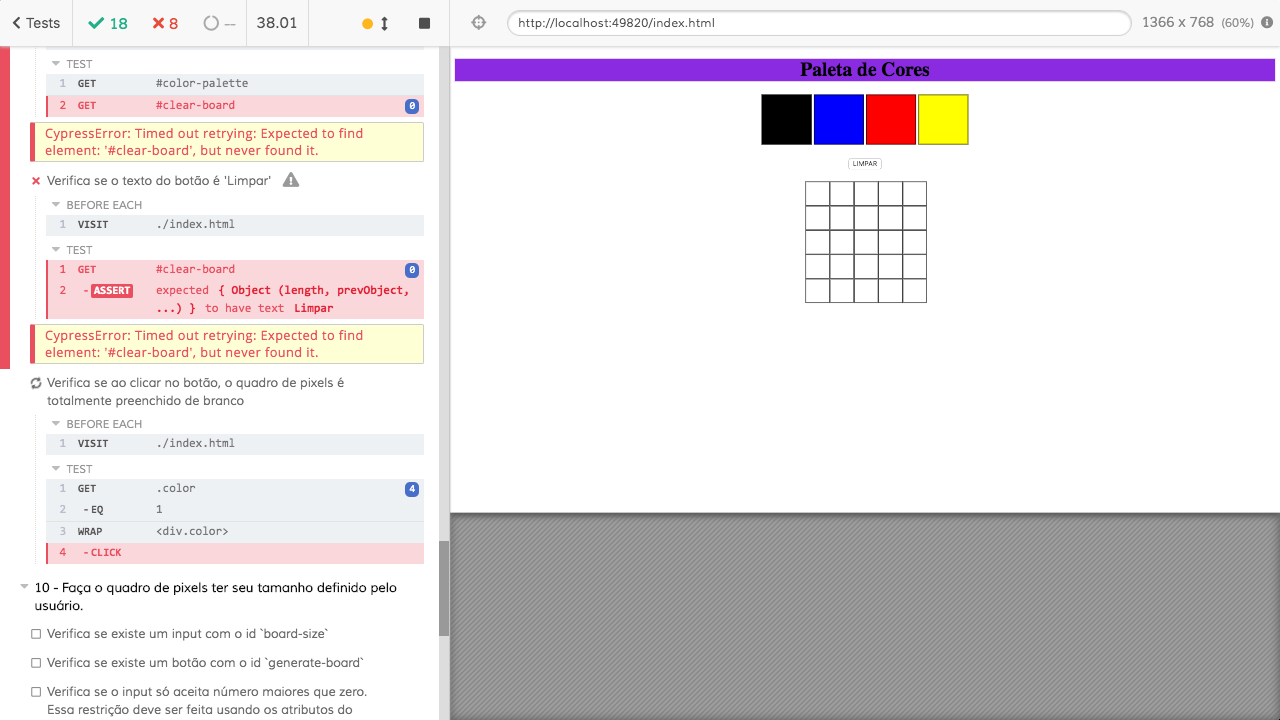 Tests 18 8 -- 38.01
http://localhost:49820/index.html 1366 x 768 (60%)
TEST
1 GET #color-palette
2 GET #clear-board 0
CypressError: Timed out retrying: Expected to find
element: '#clear-board', but never found it.
Verifica se o texto do botão é 'Limpar'
BEFORE EACH
1 VISIT ./index.html
TEST
1 GET #clear-board 0
2 -ASSERT expected { Object (length, prevObject,
...) } to have text Limpar
CypressError: Timed out retrying: Expected to find
element: '#clear-board', but never found it.
Verifica se ao clicar no botão, o quadro de pixels é
totalmente preenchido de branco
BEFORE EACH
1 VISIT ./index.html
TEST
1 GET .color 4
2 -EQ 1
3 WRAP <div.color>
4 -CLICK
10 - Faça o quadro de pixels ter seu tamanho definido pelo
usuário.
Verifica se existe um input com o id `board-size`
Verifica se existe um botão com o id `generate-board`
Verifica se o input só aceita número maiores que zero.
Essa restrição deve ser feita usando os atributos do
Paleta de Cores
LIMPAR